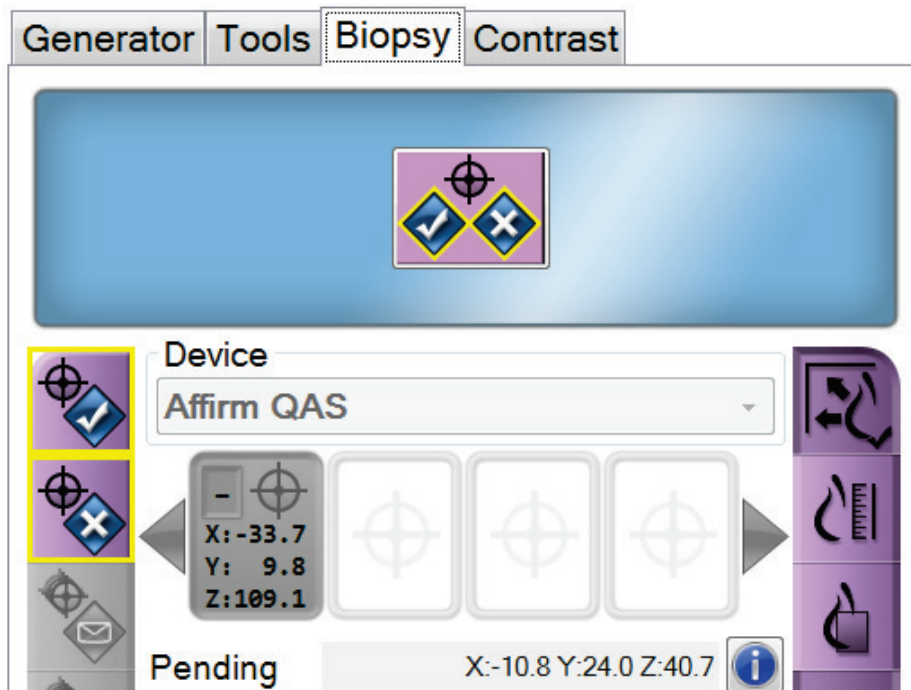 Generator Tools Biopsy Contrast
Device
Affirm QAS
-
X:-33.7
Y: 9.8
Z:109.1
Pending X:-10.8 Y:24.0 Z:40.7 i